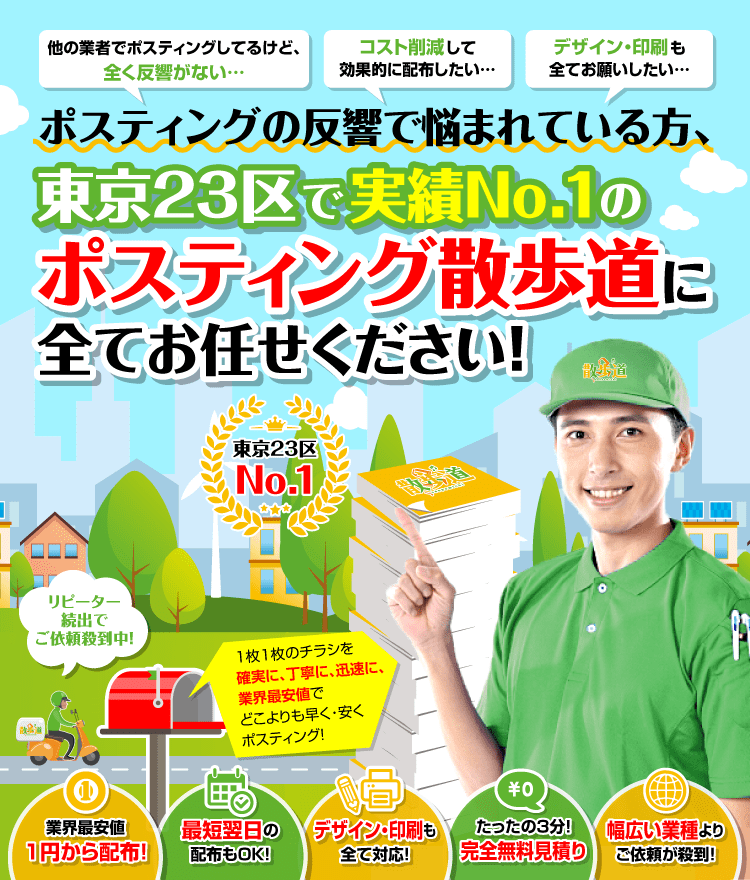 他の業者でポスティングしてるけど、
全く反響がない…
コスト削減して
効果的に配布したい…
デザイン・印刷も
全てお願いしたい…
ポスティングの反響で悩まれている方、
東京23区で実績No.1の
ポスティング散歩道に
全てお任せください!
散歩道
東京23区
No.1
散歩道
リピーター
続出で
ご依頼殺到中!
1枚1枚のチラシを
確実に、丁寧に、迅速に、
業界最安値で
どこよりも早く・安く
ポスティング!
散歩道
1
業界最安値
1円から配布!
最短翌日の
配布もOK!
デザイン・印刷も
全て対応!
¥0
たったの3分!
完全無料見積り
幅広い業種より
ご依頼が殺到!